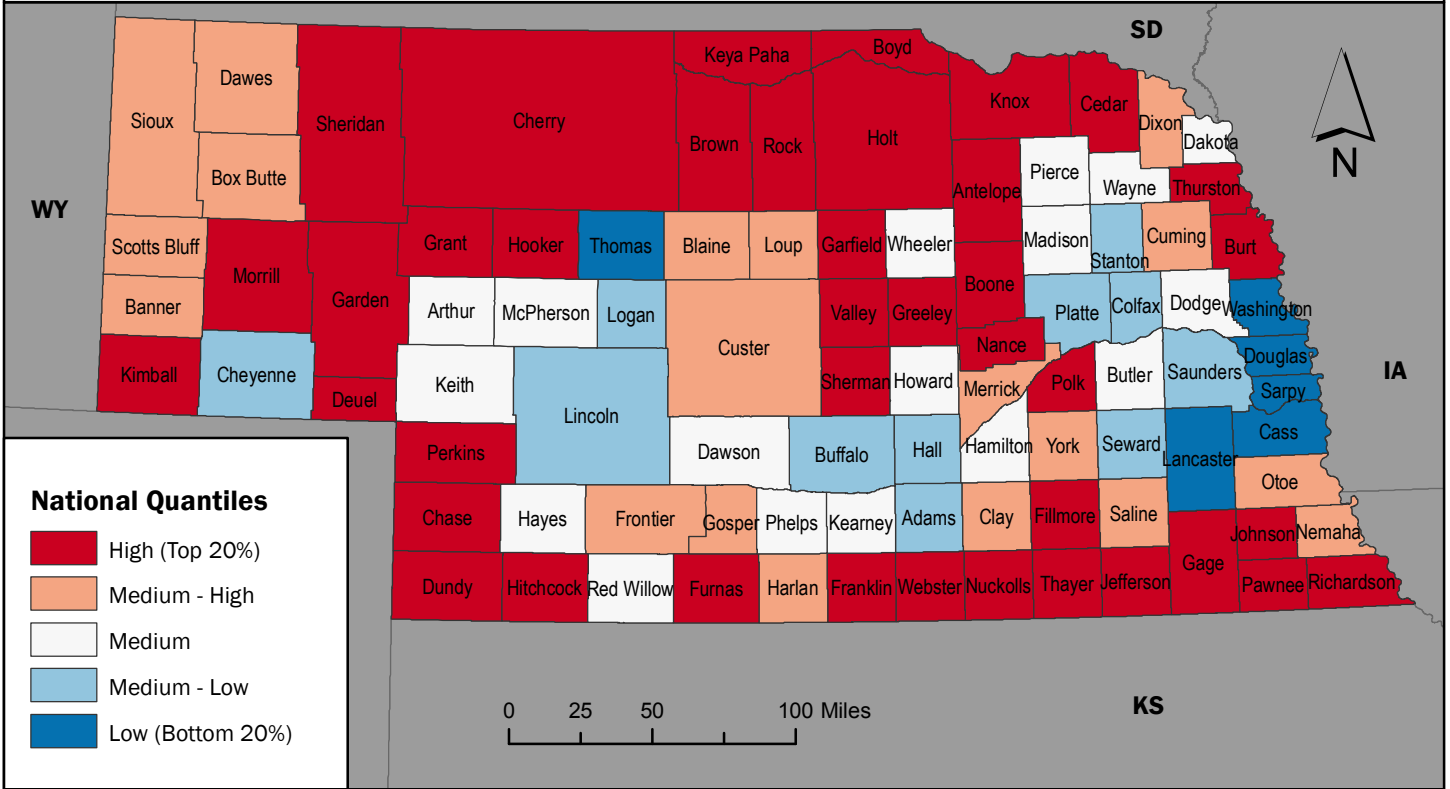 SD
Keya Paha
Boyd
Dawes
Knox
Cedar
Sioux
Sheridan
Cherry
Dixon
Holt
Brown
Rock
Dakota
N
Box Butte
Pierce
Wayne
Thurston
Antelope
WY
Scotts Bluff
Grant
Hooker
Thomas
Blaine
Loup
Garfield
Wheeler
Madison
Stanton
Cuming
Burt
Morrill
Garden
Boone
Banner
Arthur
McPherson
Logan
Valley
Greeley
Platte
Colfax
Dodge
Washington
Custer
Nance
Douglas
IA
Kimball
Cheyenne
Keith
Sherman
Howard
Merrick
Polk
Butler
Saunders
Sarpy
Deuel
Lincoln
Perkins
Dawson
Buffalo
Hall
Hamilton
York
Seward
Lancaster
Cass
Otoe
Chase
Hayes
Frontier
Gosper
Phelps
Kearney
Adams
Clay
Fillmore
Saline
Johnson
Nemaha
Dundy
Hitchcock
Red Willow
Furnas
Harlan
Franklin
Webster
Nuckolls
Thayer
Jefferson
Gage
Pawnee
Richardson
National Quantiles
High (Top 20%)
Medium - High
Medium
Medium - Low
Low (Bottom 20%)
KS
0 25 50 100 Miles